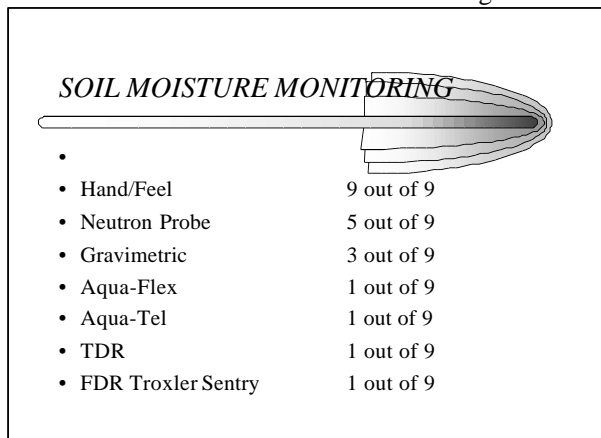 SOIL MOISTURE MONITORING
•
• Hand/Feel 9 out of 9
• Neutron Probe 5 out of 9
• Gravimetric 3 out of 9
• Aqua-Flex 1 out of 9
• Aqua-Tel 1 out of 9
• TDR 1 out of 9
• FDR Troxler Sentry 1 out of 9